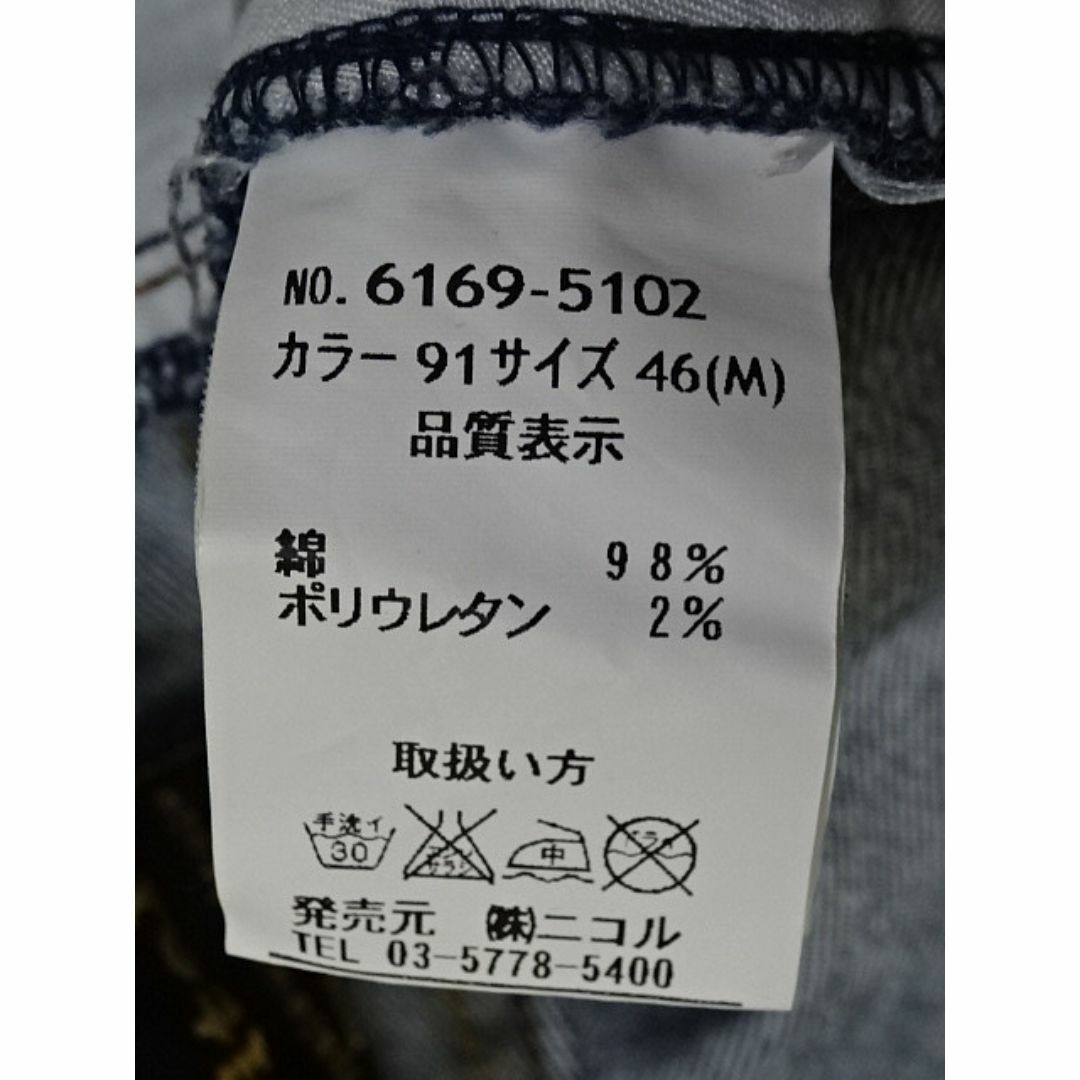 NO. 6169-5102
カラー 91 サイズ 46(M)
品質表示
綿 98%
ポリウレタン 2%
取扱い方
手洗イ
30
中
発売元 ㈱ニコル
TEL 03-5778-5400